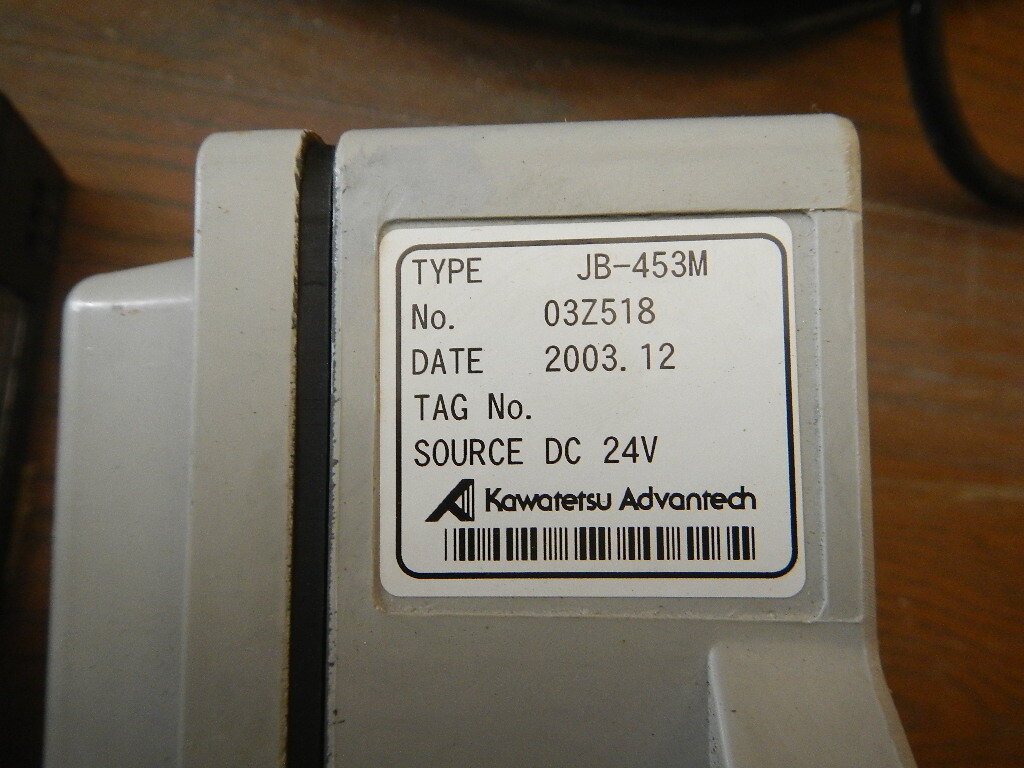 TYPE JB-453M
No. 03Z518
DATE 2003.12
TAG No.
SOURCE DC 24V
Kawatetsu Advantech